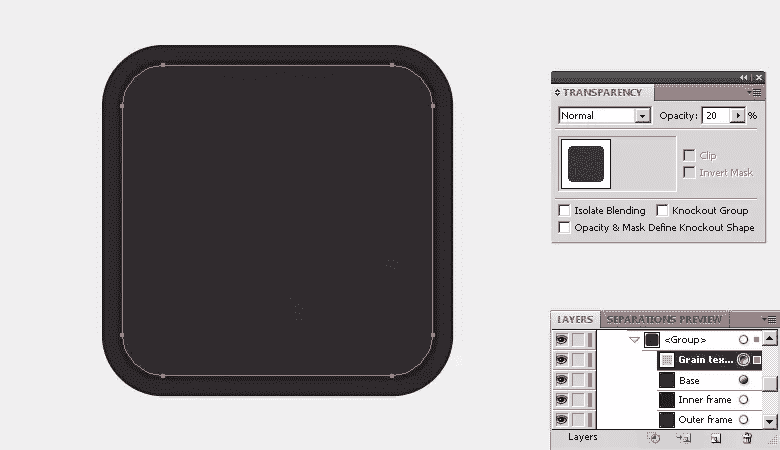 TRANSPARENCY
Normal Opacity: 20 %
Clip
Invert Mask
Isolate Blending Knockout Group
Opacity & Mask Define Knockout Shape
LAYERS SEPARATIONS PREVIEW
<Group>
Grain tex...
Base
Inner frame
Outer frame
Layers